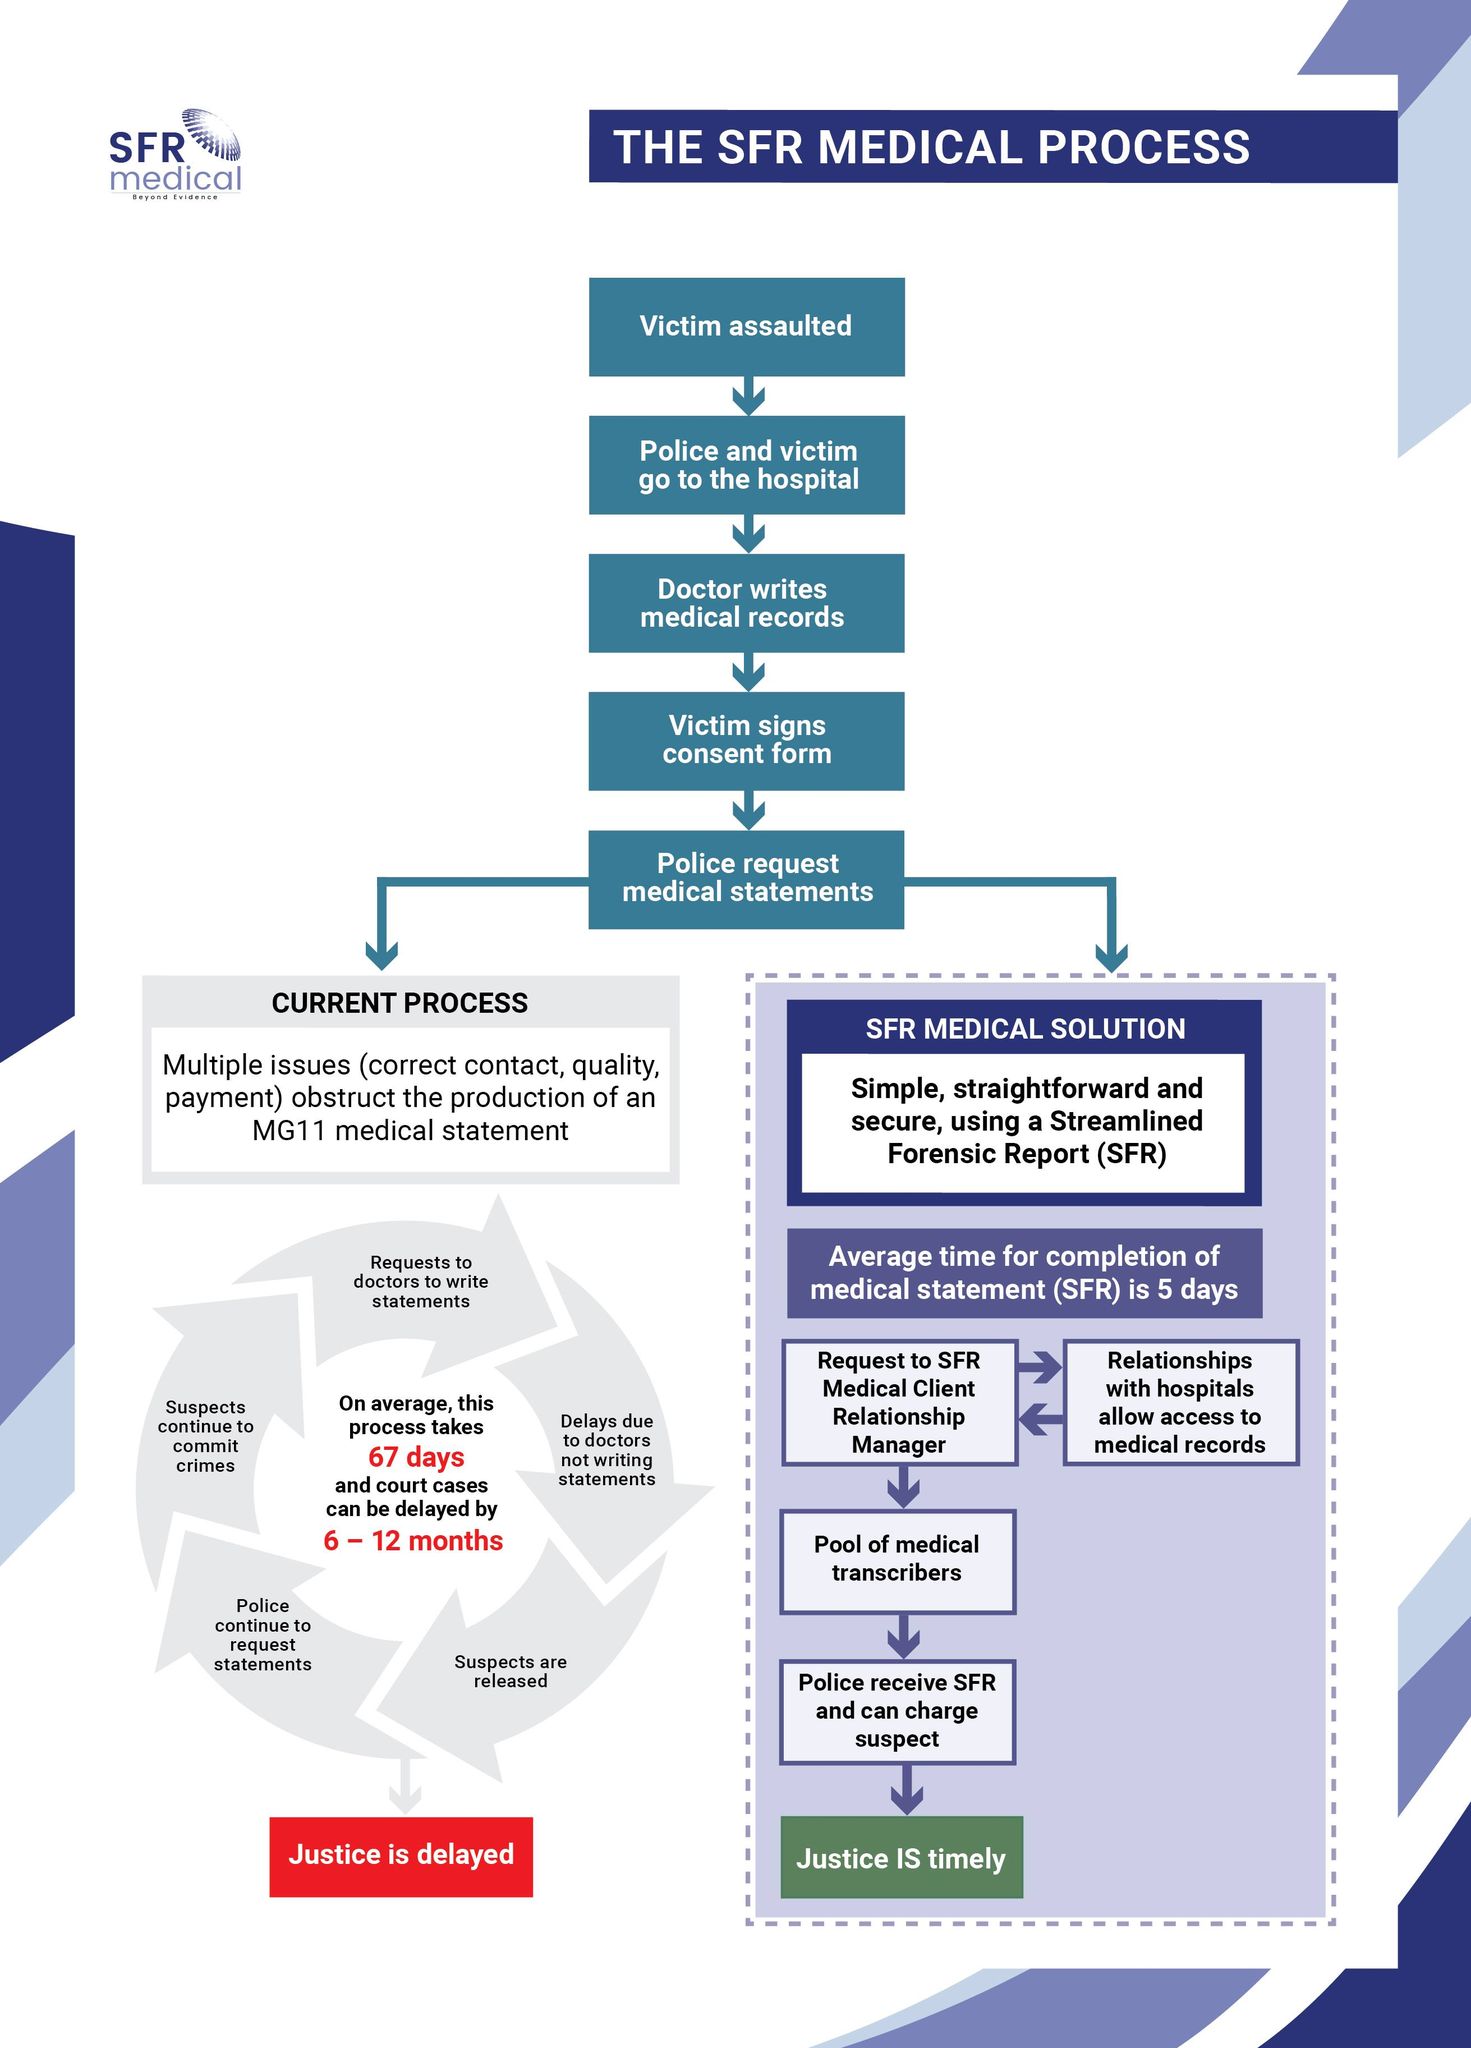 SFR
medical
Beyond Evidence
THE SFR MEDICAL PROCESS
Victim assaulted
Police and victim
go to the hospital
Doctor writes
medical records
Victim signs
consent form
Police request
medical statements
CURRENT PROCESS
Multiple issues (correct contact, quality,
payment) obstruct the production of an
MG11 medical statement
Requests to
doctors to write
statements
Delays due
to doctors
not writing
statements
Suspects are
released
Police
continue to
request
statements
Suspects
continue to
commit
crimes
On average, this
process takes
67 days
and court cases
can be delayed by
6 – 12 months
Justice is delayed
SFR MEDICAL SOLUTION
Simple, straightforward and
secure, using a Streamlined
Forensic Report (SFR)
Average time for completion of
medical statement (SFR) is 5 days
Request to SFR
Medical Client
Relationship
Manager
Relationships
with hospitals
allow access to
medical records
Pool of medical
transcribers
Police receive SFR
and can charge
suspect
Justice IS timely